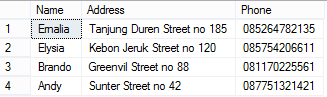 Name Address Phone
1 Emalia Tanjung Duren Street no 185 085264782135
2 Elysia Kebon Jeruk Street no 120 085754206611
3 Brando Greenvil Street no 88 081170225561
4 Andy Sunter Street no 42 087751321421